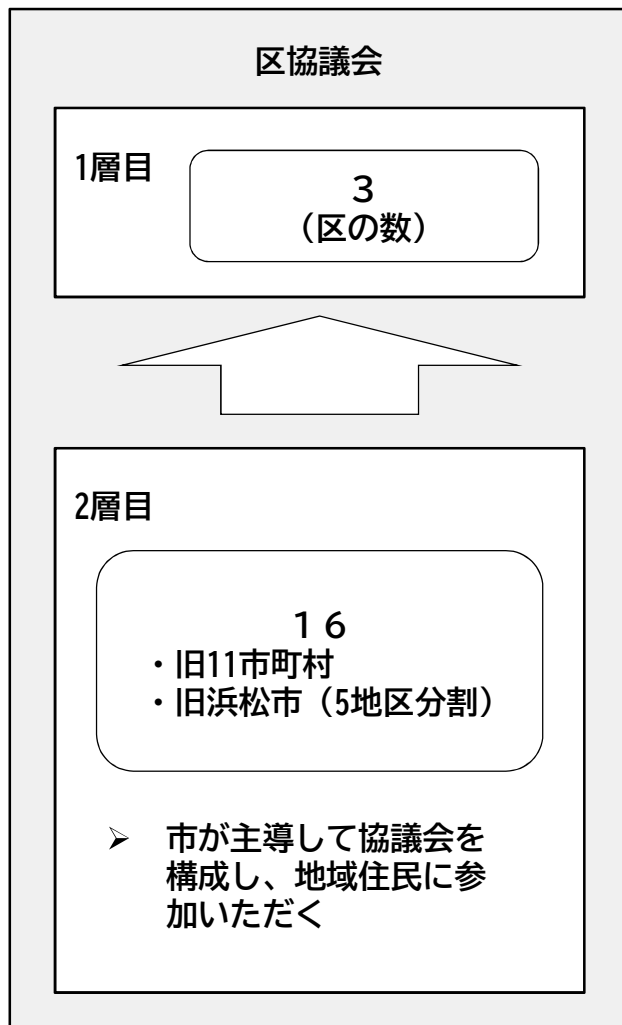 区協議会
1層目
３
（区の数）
2層目
１６
・旧11市町村
・旧浜松市（5地区分割）
➢ 市が主導して協議会を
構成し、地域住民に参
加いただく